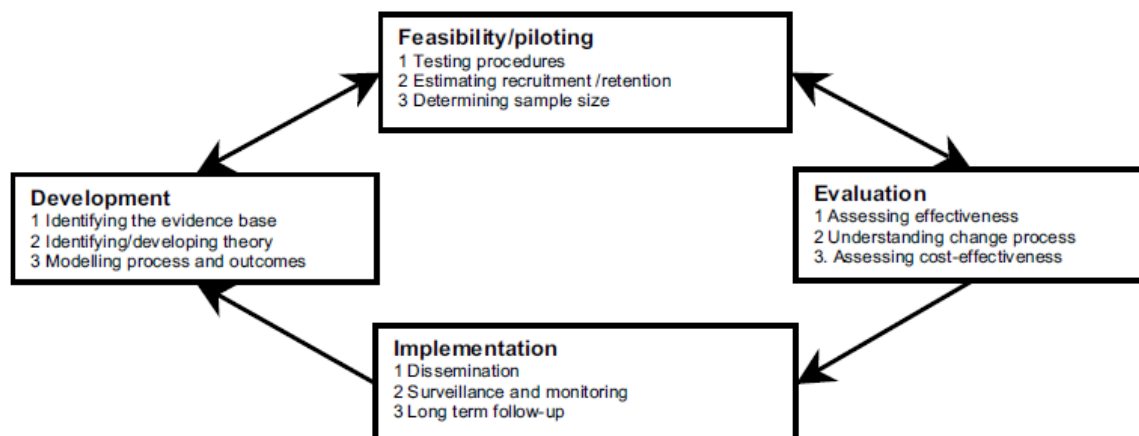 Feasibility/piloting
1 Testing procedures
2 Estimating recruitment /retention
3 Determining sample size
Development
1 Identifying the evidence base
2 Identifying/developing theory
3 Modelling process and outcomes
Evaluation
1 Assessing effectiveness
2 Understanding change process
3. Assessing cost-effectiveness
Implementation
1 Dissemination
2 Surveillance and monitoring
3 Long term follow-up